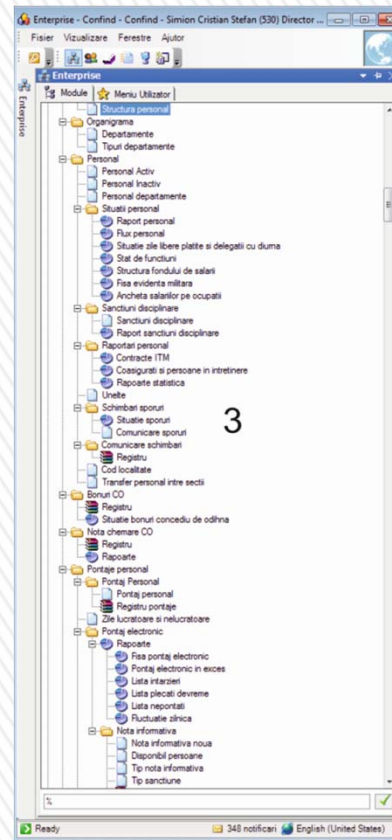 Enterprise - Confind - Confind - Simion Cristian Stefan (530) Director ...
Fisier Vizualizare Ferestre Ajutor
Enterprise
Enterprise
Module Meniu Utilizator
Structura personal
Organigrama
Departamente
Tipuri departamente
Personal
Personal Activ
Personal Inactiv
Personal departamente
Situatii personal
Raport personal
Flux personal
Situatie zile libere platite si delegatii cu diurna
Stat de functiuni
Structura fondului de salarii
Fisa evidenta militara
Ancheta salariilor pe ocupatii
Sanctiuni disciplinare
Sanctiuni disciplinare
Raport sanctiuni disciplinare
Raportari personal
Contracte ITM
Coasigurati si persoane in intretinere
Rapoarte statistica
Unelte
Schimbari sporuri
Situatie sporuri
Comunicare sporuri
3
Comunicare schimbari
Registru
Cod localitate
Transfer personal intre sectii
Bonuri CO
Registru
Situatie bonuri concediu de odihna
Nota chemare CO
Registru
Rapoarte
Pontaje personal
Pontaj Personal
Pontaj personal
Registru pontaje
Zile lucratoare si nelucratoare
Pontaj electronic
Rapoarte
Fisa pontaj electronic
Pontaj electronic in exces
Lista intarzieri
Lista plecati devreme
Lista nepontati
Fluctuatie zilnica
Nota informativa
Nota informativa noua
Disponibil persoane
Tip nota informativa
Tip sanctiune
%
Ready 348 notificari English (United States)